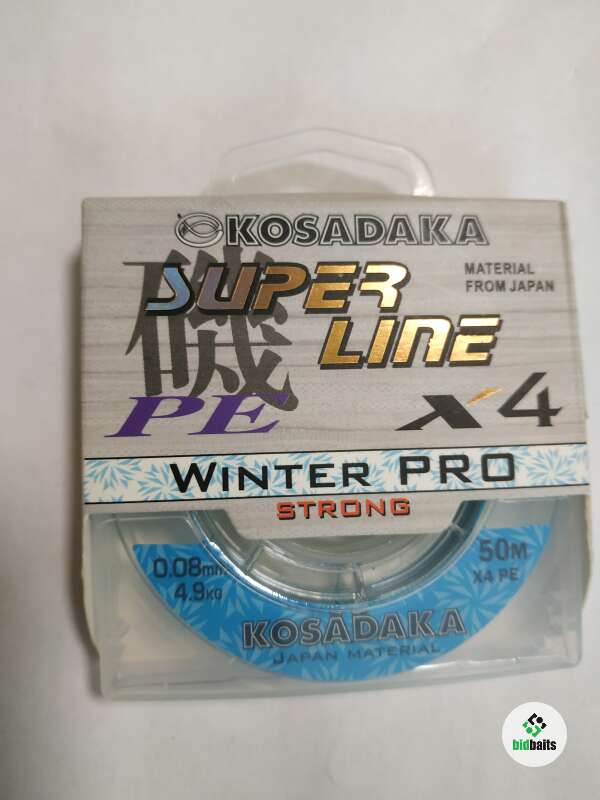 KOSADAKA
磯
SUPER
LINE
MATERIAL
FROM JAPAN
PE
X4
WINTER PRO
STRONG
0.08mm
4.9KG
50M
X4 PE
KOSADAKA
JAPAN MATERIAL
bidbaits